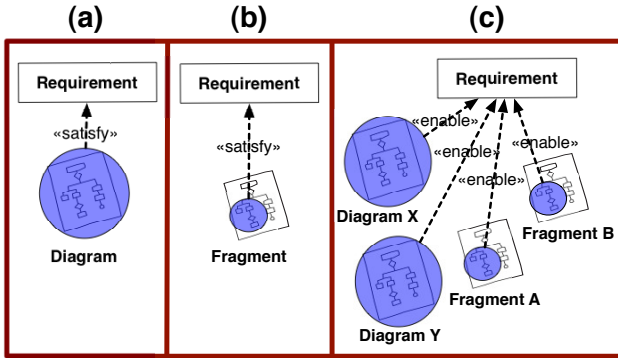 (a)
(b)
(c)
Requirement
«satisfy»
Diagram
Requirement
«satisfy»
Fragment
Requirement
«enable»
«enable»
«enable»
«enable»
Diagram X
Fragment B
Fragment A
Diagram Y